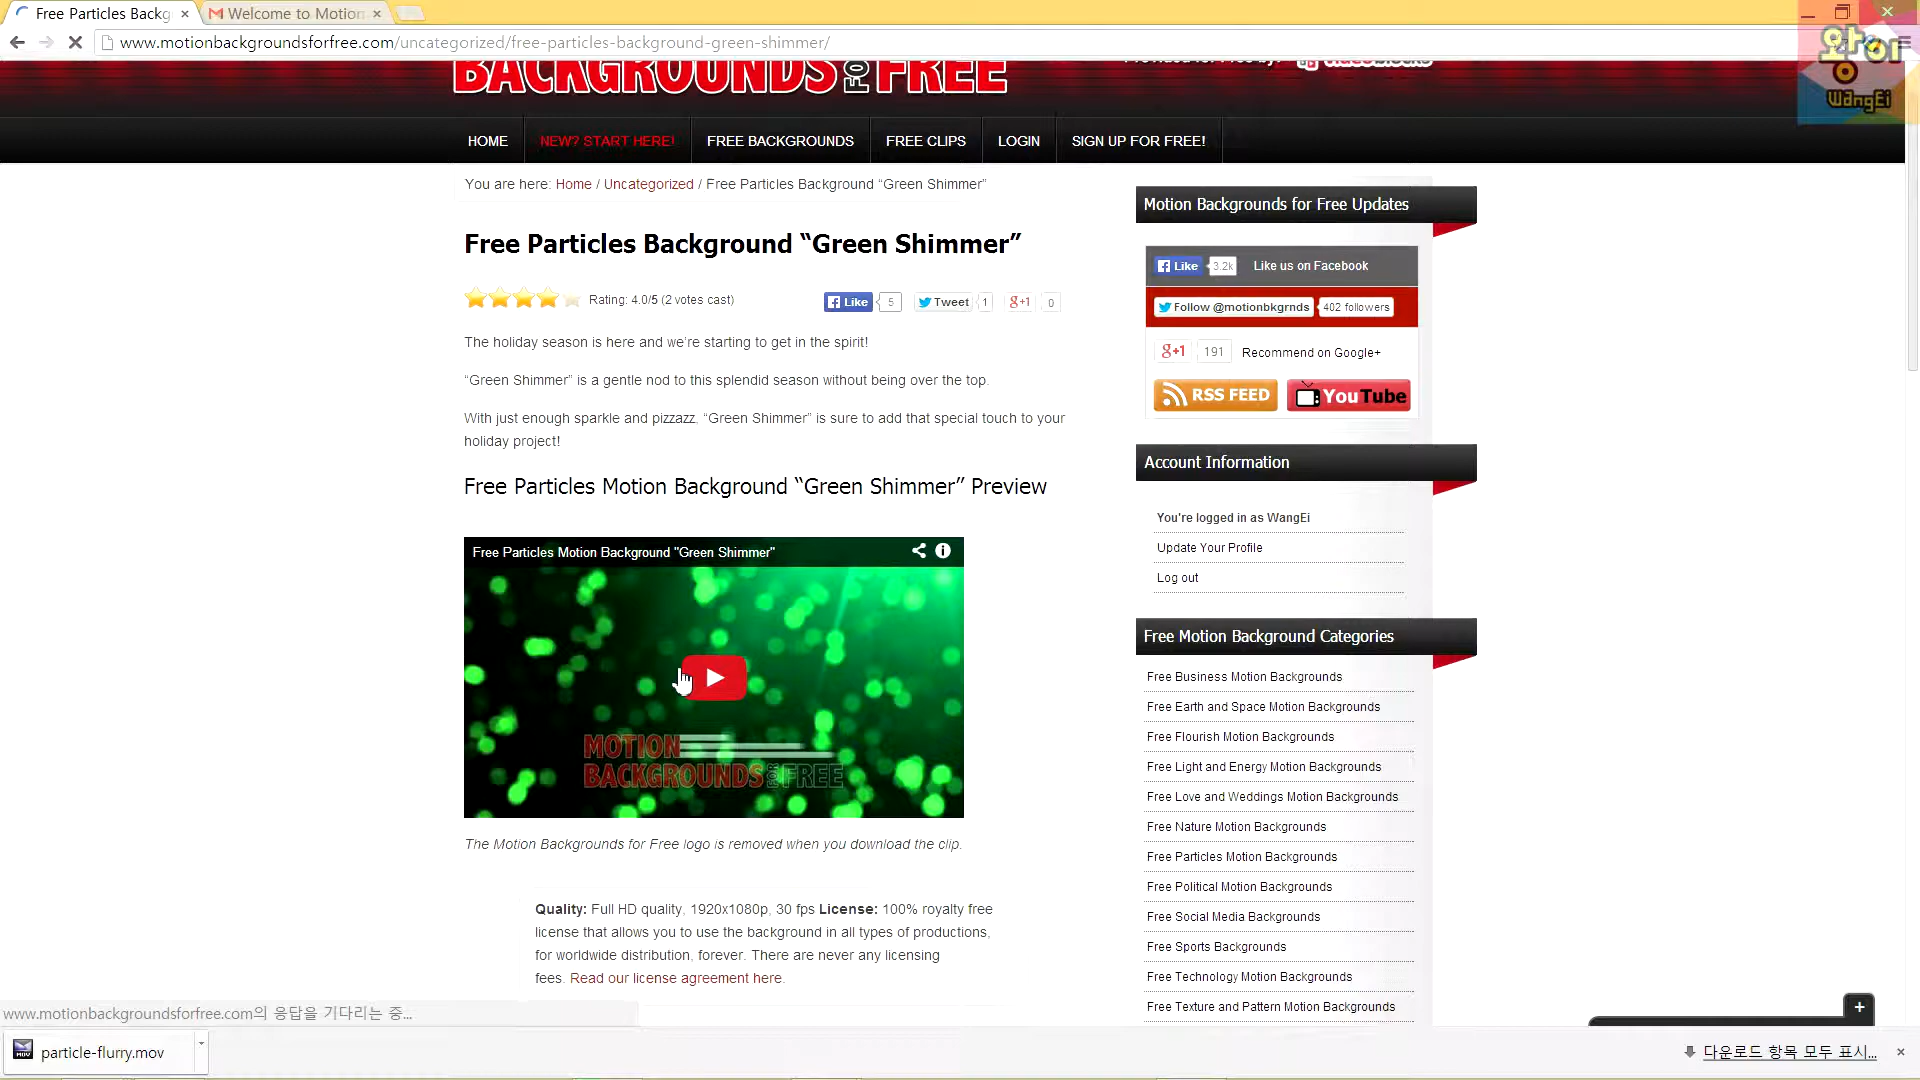 Free Particles Backg
Welcome to Motion
www.motionbackgroundsforfree.com/uncategorized/free-particles-background-green-shimmer/
왕이
WangEi
BACKGROUNDS FOR FREE
Provided for Free by: videoblocks
HOME
NEW? START HERE!
FREE BACKGROUNDS
FREE CLIPS
LOGIN
SIGN UP FOR FREE!
You are here: Home / Uncategorized / Free Particles Background “Green Shimmer”
Free Particles Background “Green Shimmer”
Rating: 4.0/5 (2 votes cast)
Like 5
Tweet 1
g+1 0
The holiday season is here and we’re starting to get in the spirit!
“Green Shimmer” is a gentle nod to this splendid season without being over the top.
With just enough sparkle and pizzazz, “Green Shimmer” is sure to add that special touch to your
holiday project!
Free Particles Motion Background “Green Shimmer” Preview
Free Particles Motion Background "Green Shimmer"
MOTION
BACKGROUNDS FOR FREE
The Motion Backgrounds for Free logo is removed when you download the clip.
Quality: Full HD quality, 1920x1080p, 30 fps License: 100% royalty free
license that allows you to use the background in all types of productions,
for worldwide distribution, forever. There are never any licensing
fees. Read our license agreement here.
Motion Backgrounds for Free Updates
Like 3.2k Like us on Facebook
Follow @motionbkgrnds 402 followers
g+1 191 Recommend on Google+
RSS FEED
YouTube
Account Information
You're logged in as WangEi
Update Your Profile
Log out
Free Motion Background Categories
Free Business Motion Backgrounds
Free Earth and Space Motion Backgrounds
Free Flourish Motion Backgrounds
Free Light and Energy Motion Backgrounds
Free Love and Weddings Motion Backgrounds
Free Nature Motion Backgrounds
Free Particles Motion Backgrounds
Free Political Motion Backgrounds
Free Social Media Backgrounds
Free Sports Backgrounds
Free Technology Motion Backgrounds
Free Texture and Pattern Motion Backgrounds
www.motionbackgroundsforfree.com의 응답을 기다리는 중...
MOV
particle-flurry.mov
다운로드 항목 모두 표시...